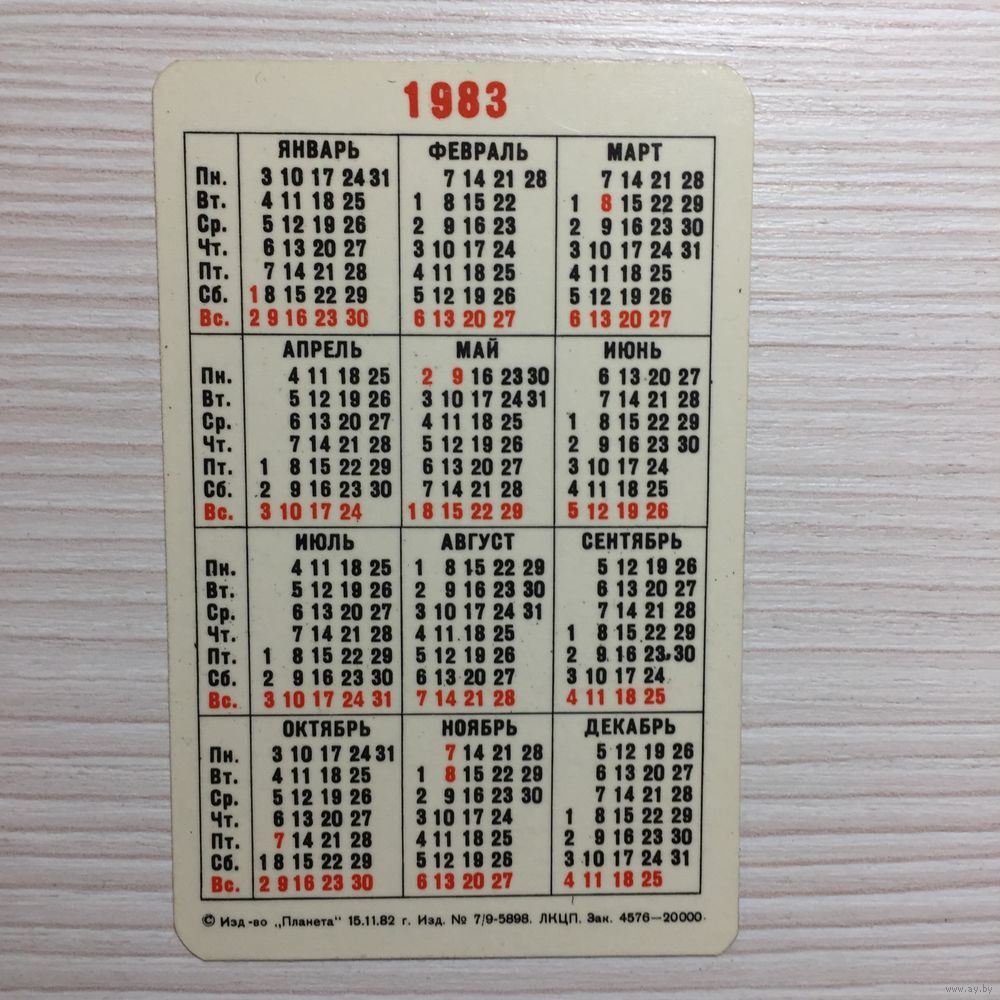 1983
ЯНВАРЬ ФЕВРАЛЬ МАРТ
Пн. 3 10 17 24 31 7 14 21 28 7 14 21 28
Вт. 4 11 18 25 1 8 15 22 1 8 15 22 29
Ср. 5 12 19 26 2 9 16 23 2 9 16 23 30
Чт. 6 13 20 27 3 10 17 24 3 10 17 24 31
Пт. 7 14 21 28 4 11 18 25 4 11 18 25
Сб. 1 8 15 22 29 5 12 19 26 5 12 19 26
Вс. 2 9 16 23 30 6 13 20 27 6 13 20 27
АПРЕЛЬ МАЙ ИЮНЬ
Пн. 4 11 18 25 2 9 16 23 30 6 13 20 27
Вт. 5 12 19 26 3 10 17 24 31 7 14 21 28
Ср. 6 13 20 27 4 11 18 25 1 8 15 22 29
Чт. 7 14 21 28 5 12 19 26 2 9 16 23 30
Пт. 1 8 15 22 29 6 13 20 27 3 10 17 24
Сб. 2 9 16 23 30 7 14 21 28 4 11 18 25
Вс. 3 10 17 24 1 8 15 22 29 5 12 19 26
ИЮЛЬ АВГУСТ СЕНТЯБРЬ
Пн. 4 11 18 25 1 8 15 22 29 5 12 19 26
Вт. 5 12 19 26 2 9 16 23 30 6 13 20 27
Ср. 6 13 20 27 3 10 17 24 31 7 14 21 28
Чт. 7 14 21 28 4 11 18 25 1 8 15 22 29
Пт. 1 8 15 22 29 5 12 19 26 2 9 16 23 30
Сб. 2 9 16 23 30 6 13 20 27 3 10 17 24
Вс. 3 10 17 24 31 7 14 21 28 4 11 18 25
ОКТЯБРЬ НОЯБРЬ ДЕКАБРЬ
Пн. 3 10 17 24 31 7 14 21 28 5 12 19 26
Вт. 4 11 18 25 1 8 15 22 29 6 13 20 27
Ср. 5 12 19 26 2 9 16 23 30 7 14 21 28
Чт. 6 13 20 27 3 10 17 24 1 8 15 22 29
Пт. 7 14 21 28 4 11 18 25 2 9 16 23 30
Сб. 1 8 15 22 29 5 12 19 26 3 10 17 24 31
Вс. 2 9 16 23 30 6 13 20 27 4 11 18 25
© Изд-во „Планета" 15.11.82 г. Изд. № 7/9-5898. ЛКЦП. Зак. 4576—20000
www.ay.by